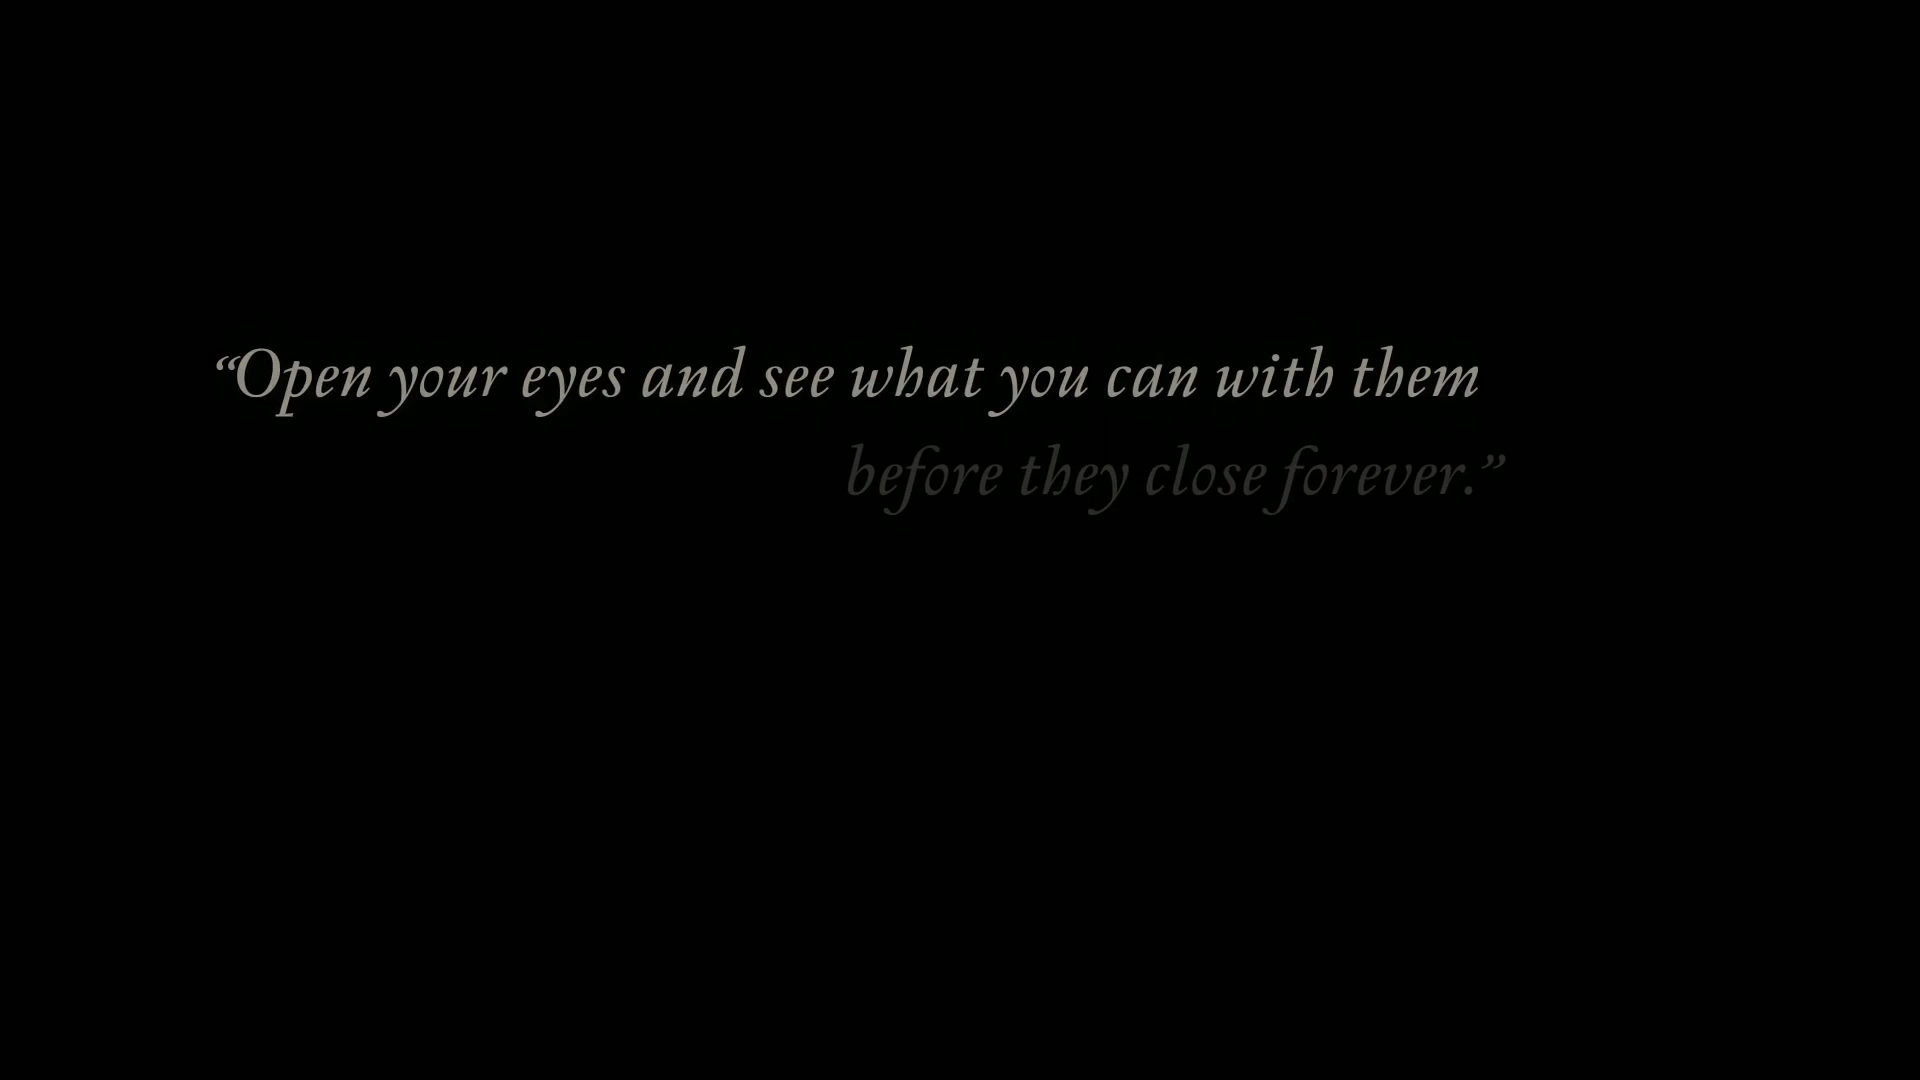 “Open your eyes and see what you can with them
before they close forever.”